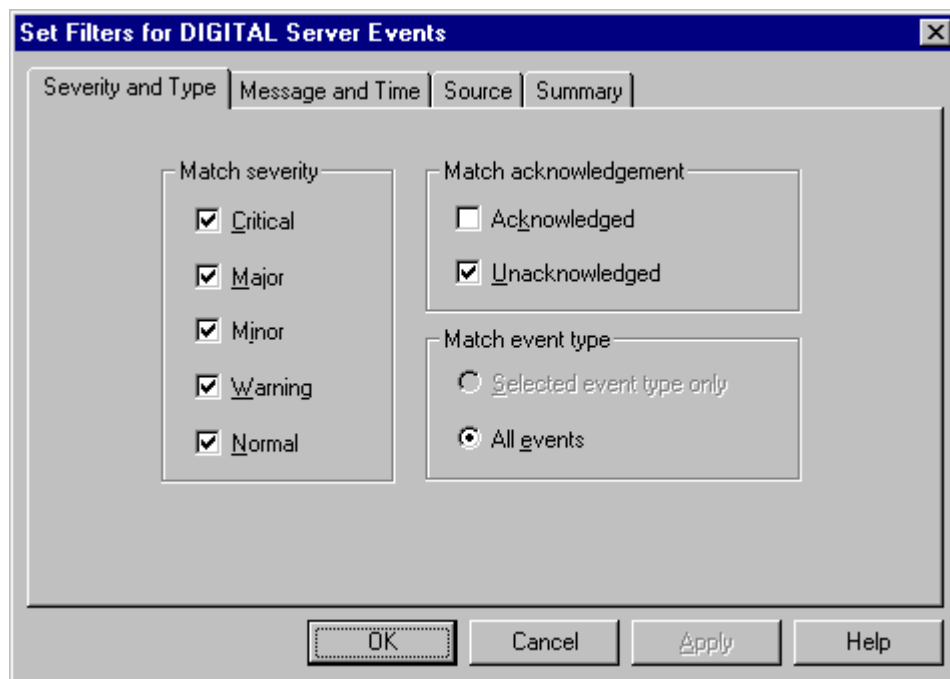 Set Filters for DIGITAL Server Events
Severity and Type Message and Time Source Summary
Match severity
Critical
Major
Minor
Warning
Normal
Match acknowledgement
Acknowledged
Unacknowledged
Match event type
Selected event type only
All events
OK Cancel Apply Help